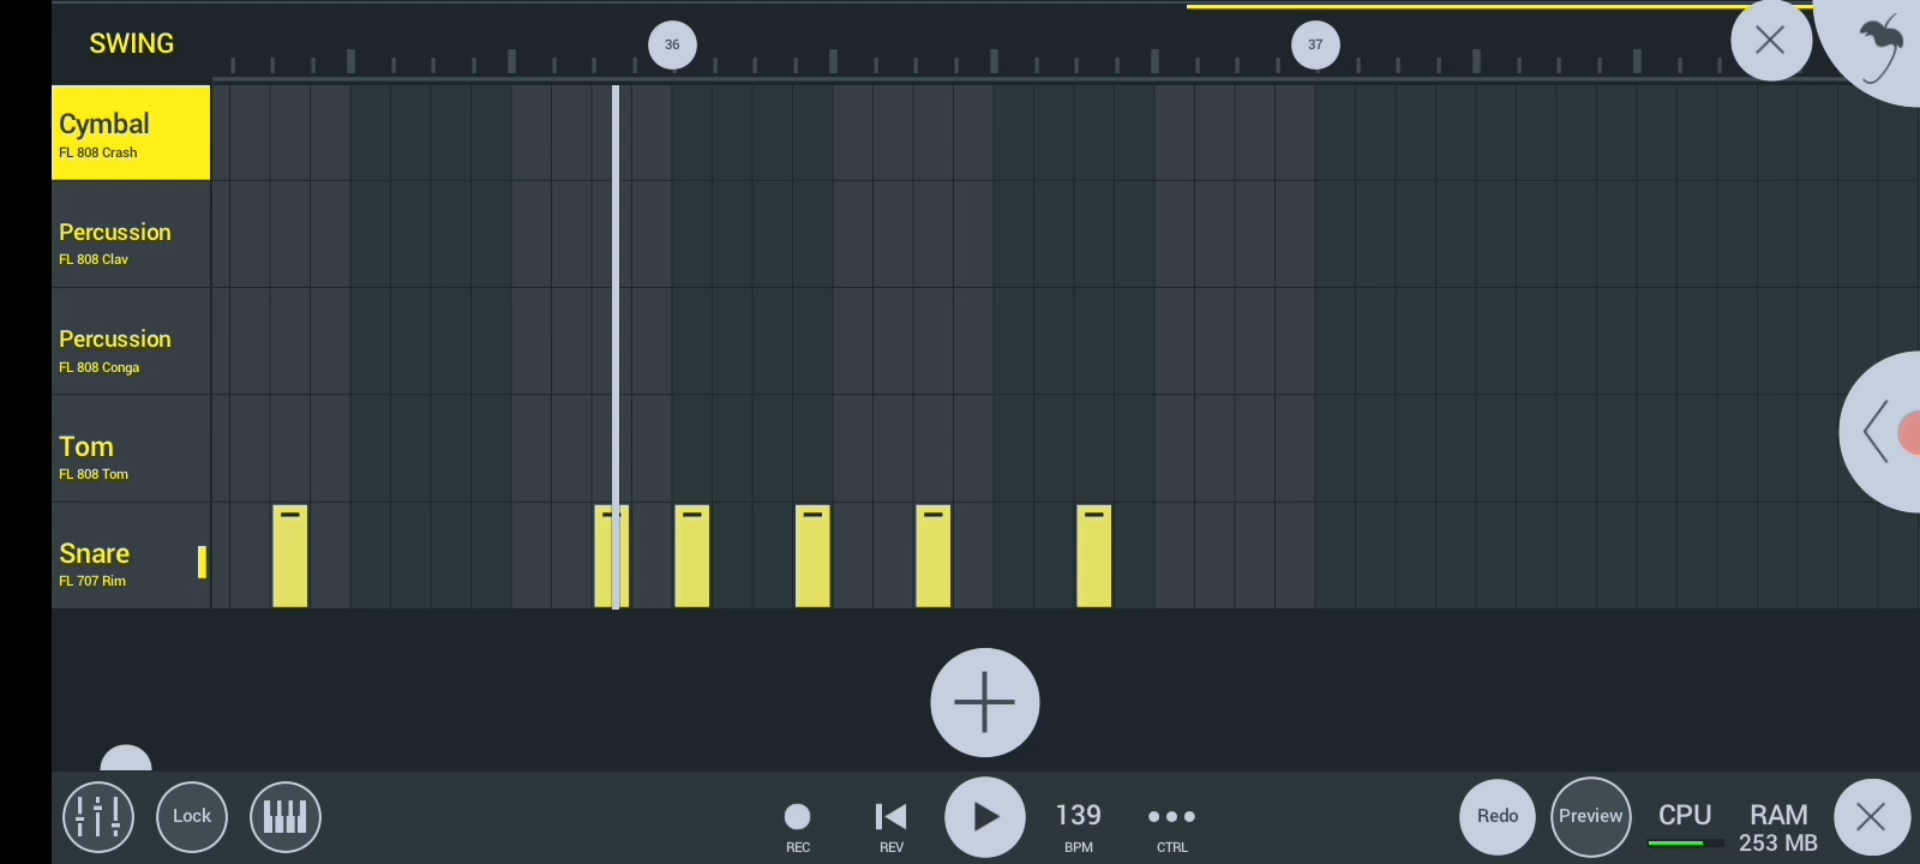 SWING
36
37
Cymbal
FL 808 Crash
Percussion
FL 808 Clav
Percussion
FL 808 Conga
Tom
FL 808 Tom
Snare
FL 707 Rim
Lock
REC
REV
139
BPM
CTRL
Redo
Preview
CPU
RAM
253 MB